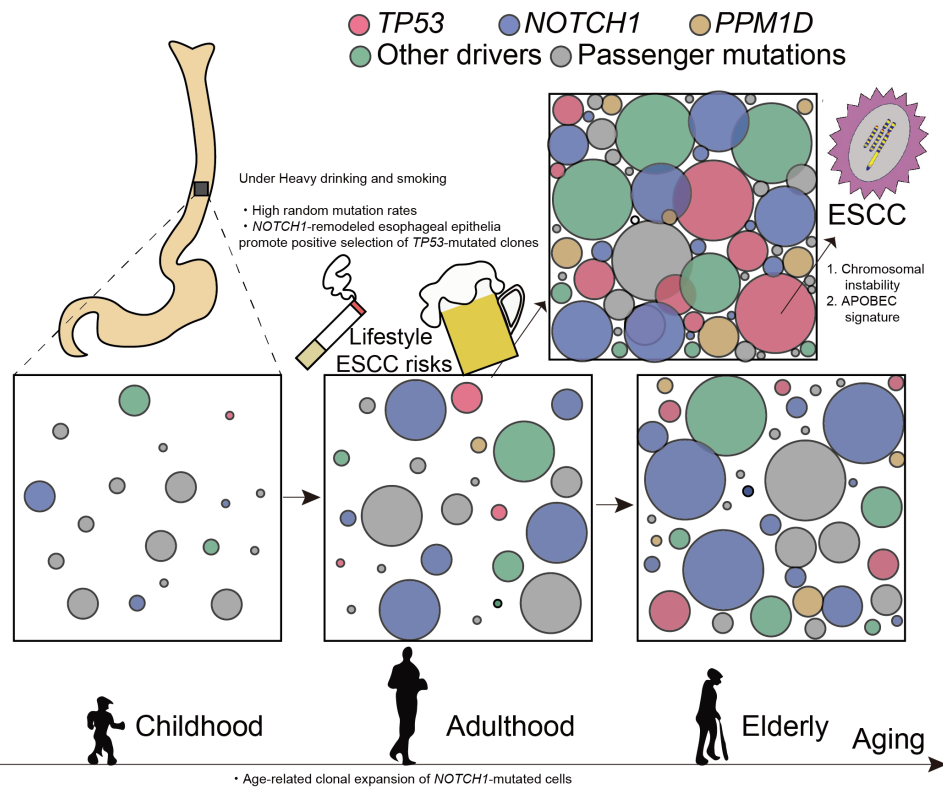 TP53 NOTCH1 PPM1D
Other drivers Passenger mutations
Under Heavy drinking and smoking
・High random mutation rates
・NOTCH1-remodeled esophageal epithelia
promote positive selection of TP53-mutated clones
ESCC
1. Chromosomal
instability
2. APOBEC
signature
Lifestyle
ESCC risks
Childhood
Adulthood
Elderly
Aging
・Age-related clonal expansion of NOTCH1-mutated cells